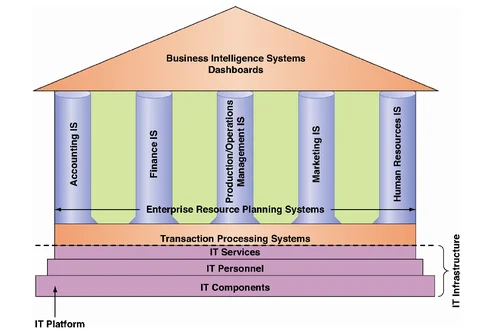 Business Intelligence Systems
Dashboards
Accounting IS
Finance IS
Production/Operations
Management IS
Marketing IS
Human Resources IS
Enterprise Resource Planning Systems
Transaction Processing Systems
IT Services
IT Personnel
IT Components
IT Infrastructure
IT Platform